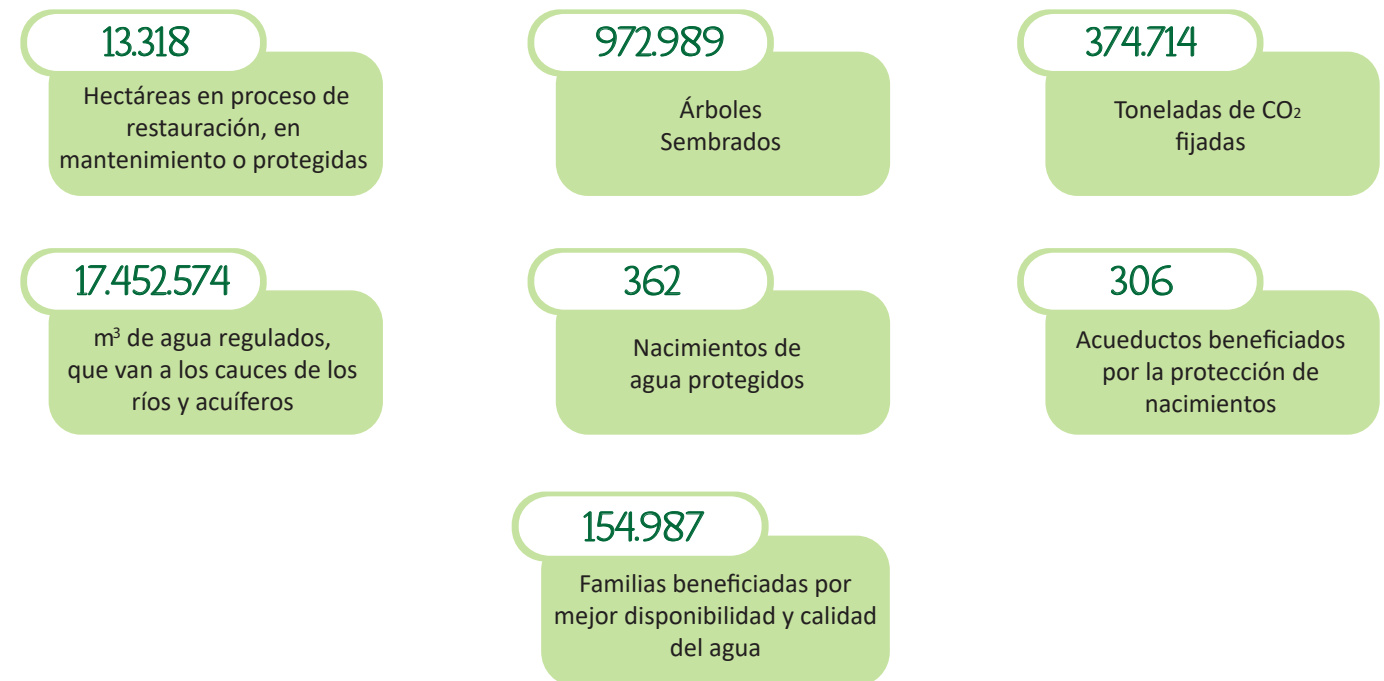 13.318
Hectáreas en proceso de
restauración, en
mantenimiento o protegidas
972.989
Árboles
Sembrados
374.714
Toneladas de CO₂
fijadas
17.452.574
m³ de agua regulados,
que van a los cauces de los
ríos y acuíferos
362
Nacimientos de
agua protegidos
306
Acueductos beneficiados
por la protección de
nacimientos
154.987
Familias beneficiadas por
mejor disponibilidad y calidad
del agua